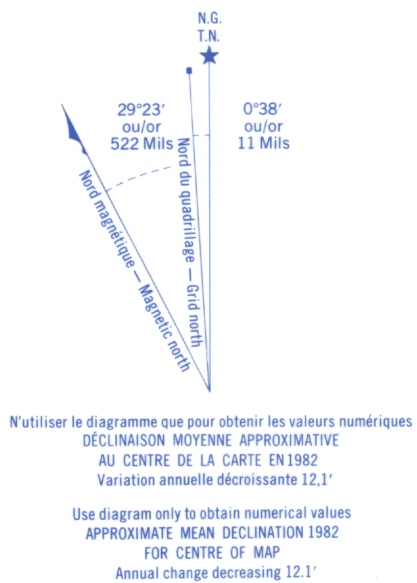 N.G.
T.N.
29°23′
ou/or
522 Mils
0°38′
ou/or
11 Mils
Nord magnétique — Magnetic north
Nord du quadrillage — Grid north
N'utiliser le diagramme que pour obtenir les valeurs numériques
DÉCLINAISON MOYENNE APPROXIMATIVE
AU CENTRE DE LA CARTE EN 1982
Variation annuelle décroissante 12,1′
Use diagram only to obtain numerical values
APPROXIMATE MEAN DECLINATION 1982
FOR CENTRE OF MAP
Annual change decreasing 12.1′